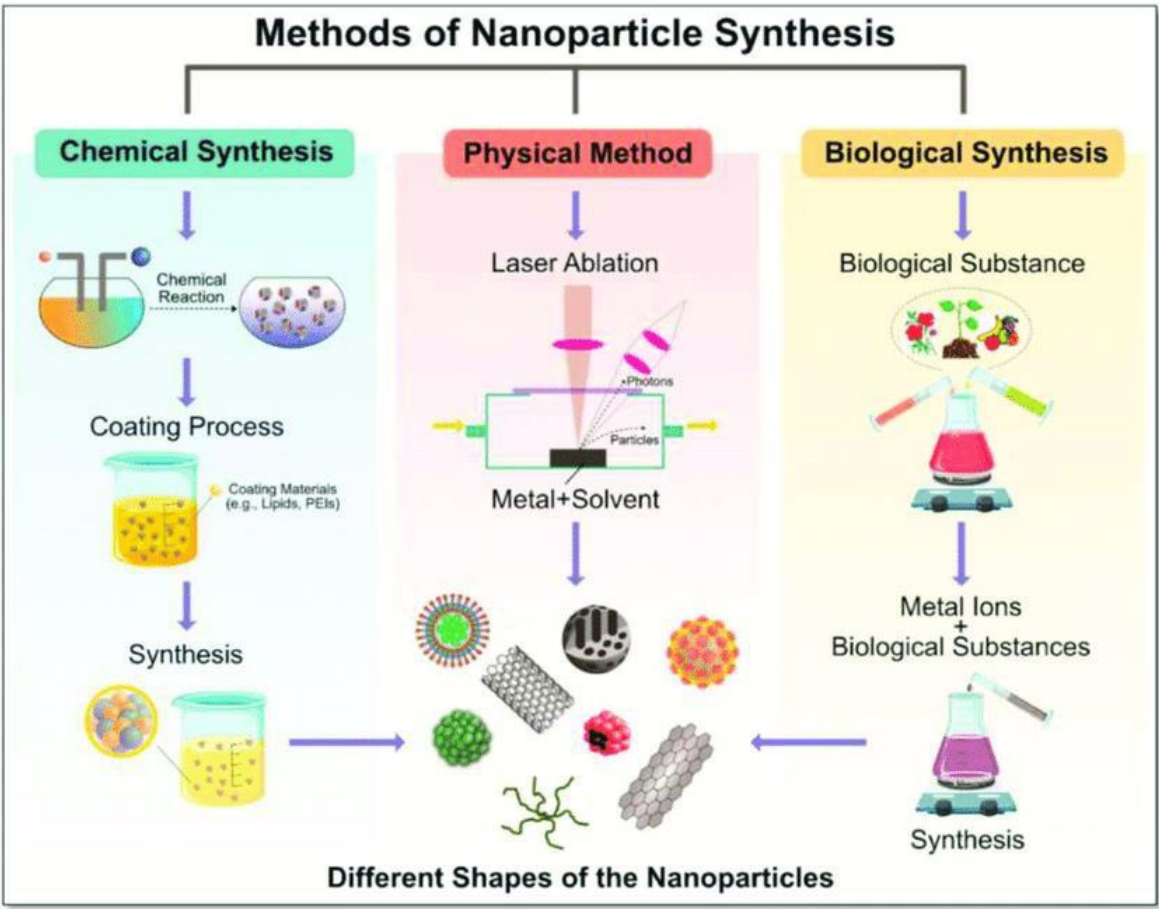 Methods of Nanoparticle Synthesis
Chemical Synthesis
Chemical
Reaction
Coating Process
Coating Materials
(e.g., Lipids, PEIs)
Synthesis
Physical Method
Laser Ablation
Photons
Particles
Metal+Solvent
Biological Synthesis
Biological Substance
Metal Ions
+
Biological Substances
Synthesis
Different Shapes of the Nanoparticles